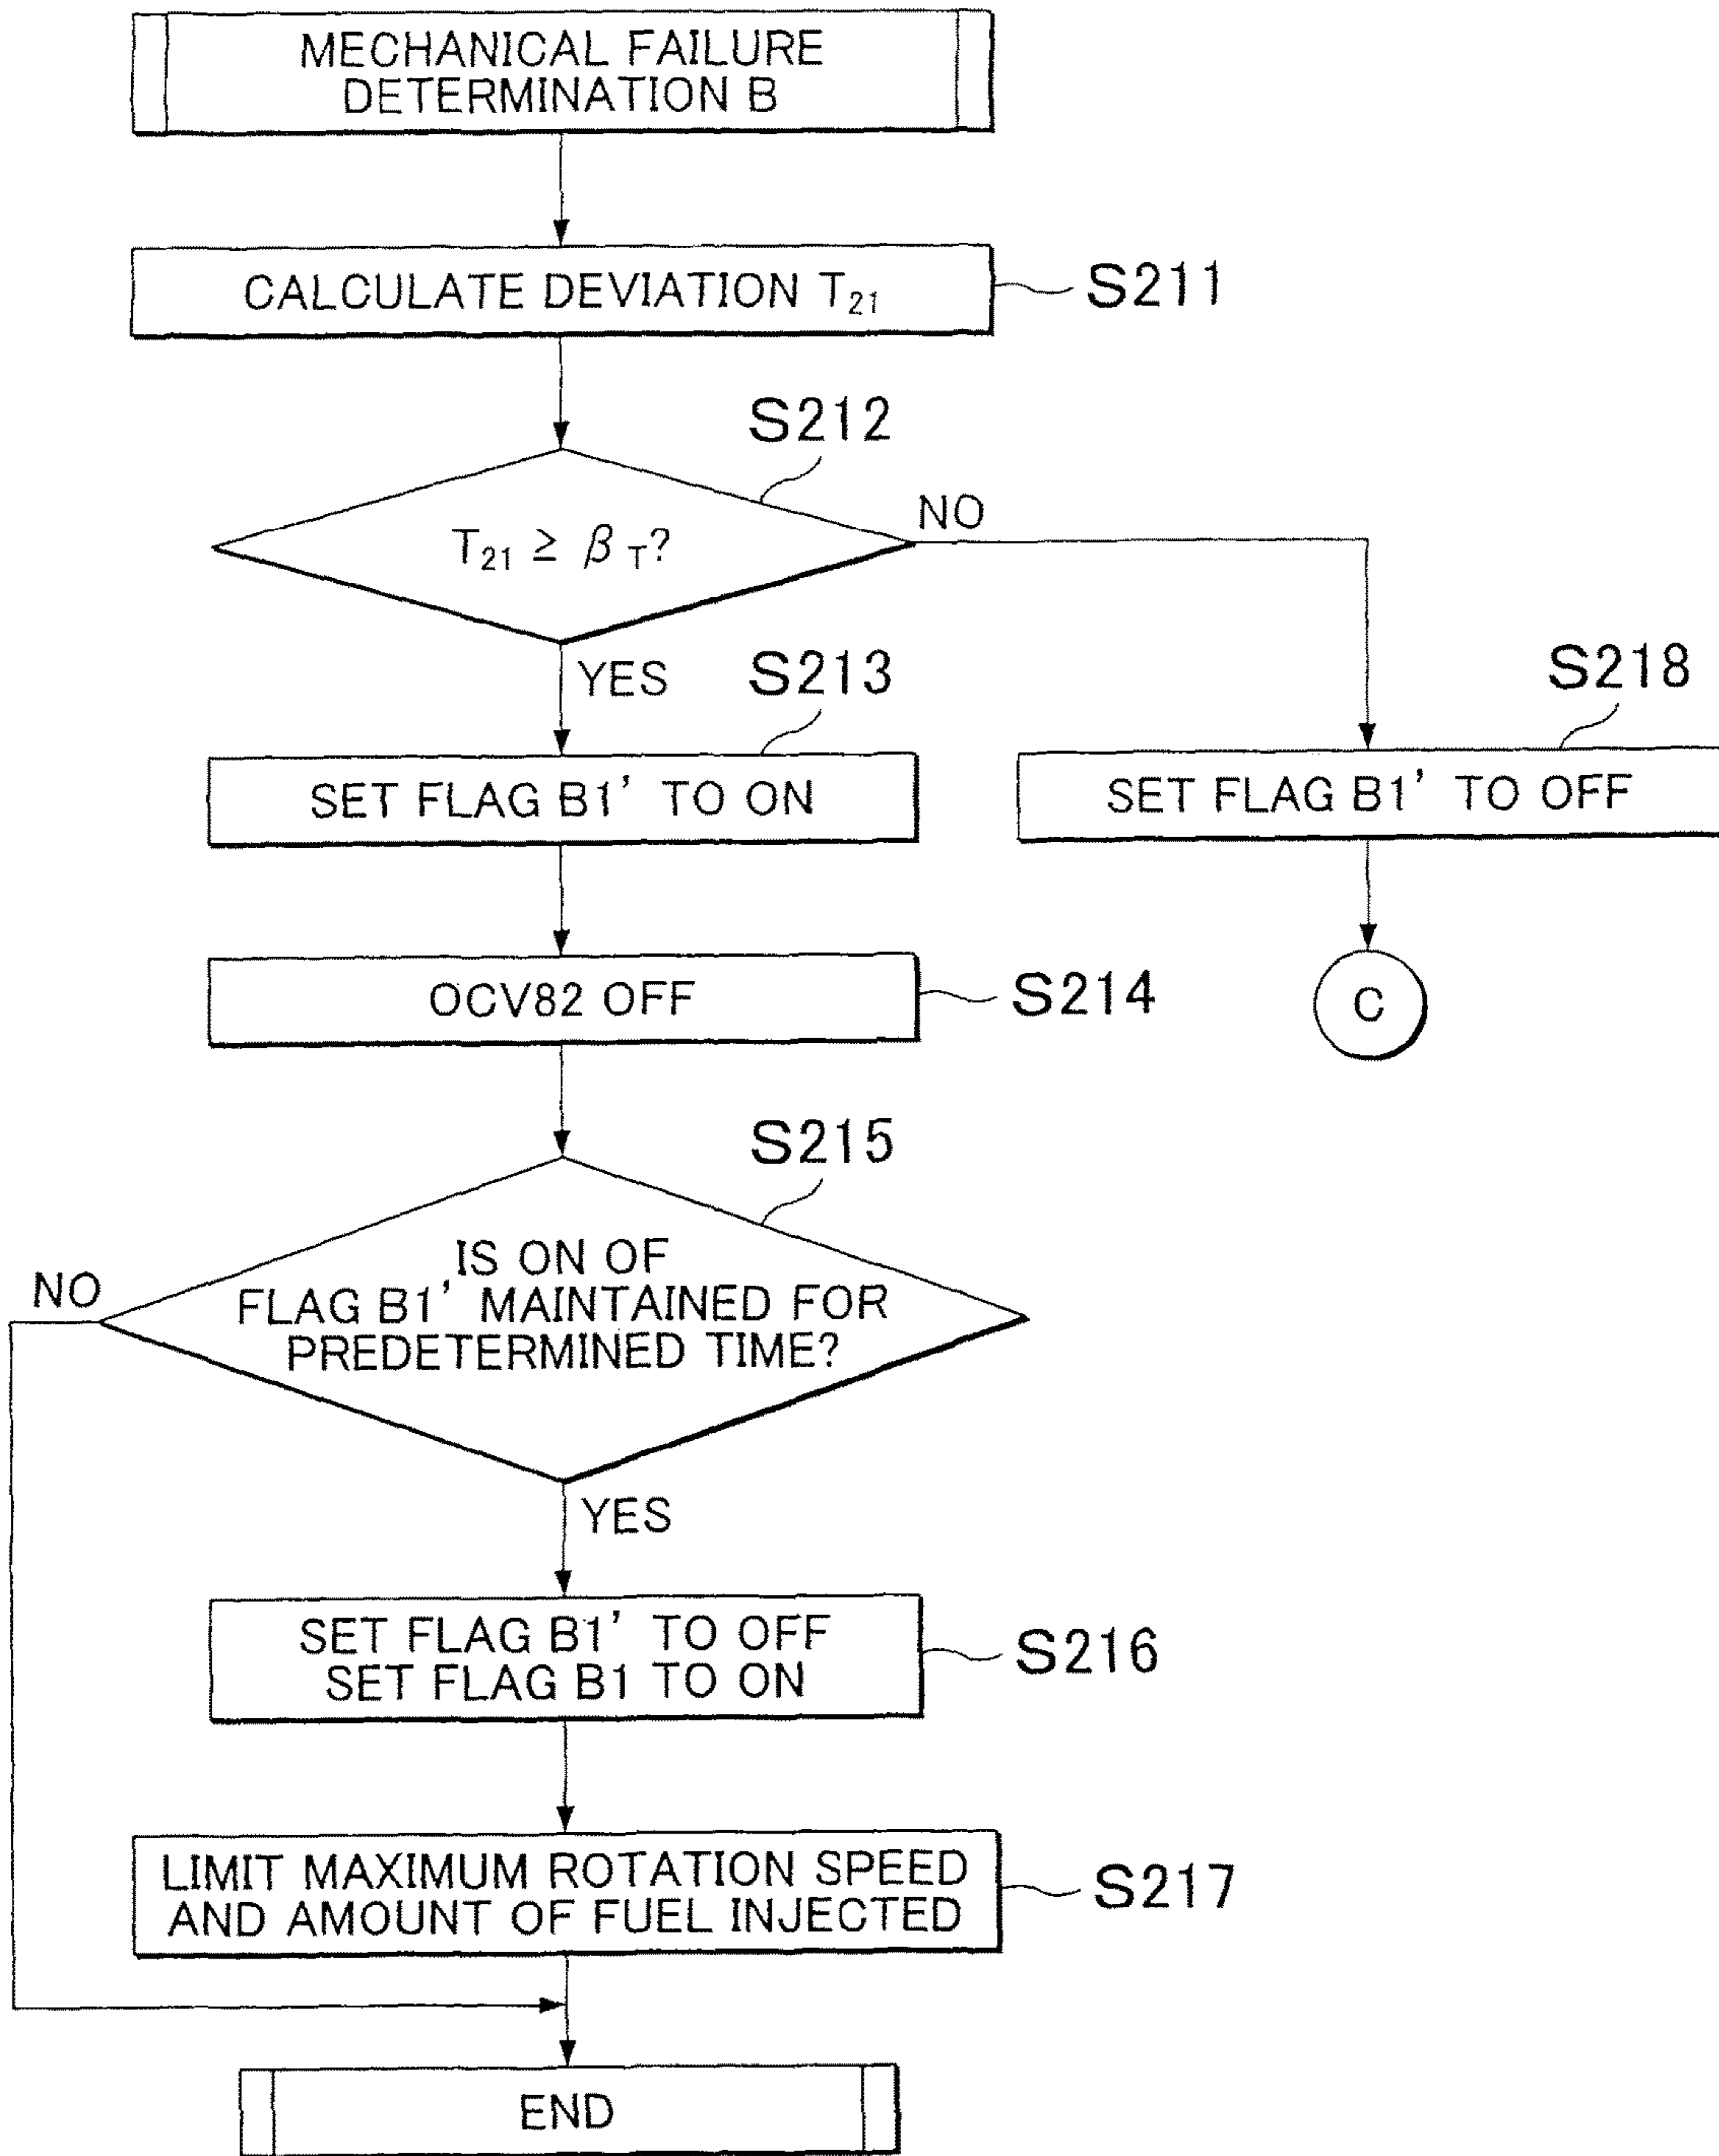 MECHANICAL FAILURE
DETERMINATION B
CALCULATE DEVIATION T₂₁
S211
S212
T₂₁ ≥ β_T?
NO
YES
S213
S218
SET FLAG B1' TO ON
SET FLAG B1' TO OFF
OCV82 OFF
S214
C
S215
IS ON OF
FLAG B1' MAINTAINED FOR
PREDETERMINED TIME?
NO
YES
SET FLAG B1' TO OFF
SET FLAG B1 TO ON
S216
LIMIT MAXIMUM ROTATION SPEED
AND AMOUNT OF FUEL INJECTED
S217
END